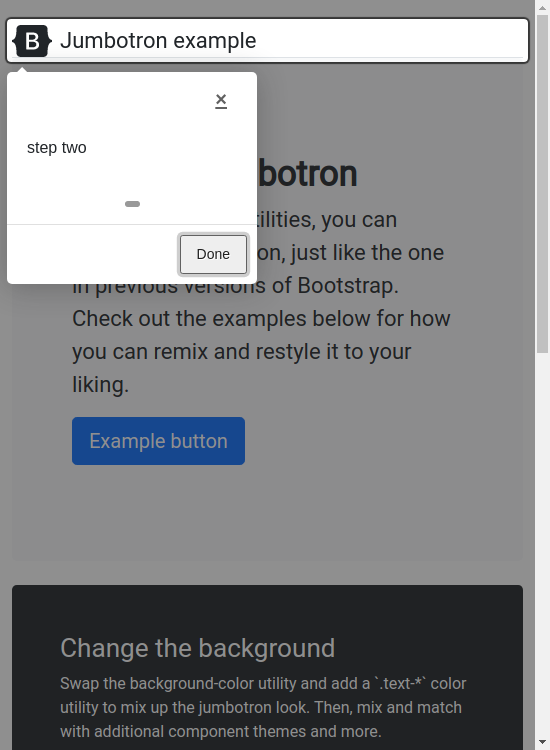 B Jumbotron example
×
step two
botron
tilities, you can
on, just like the one
in previous versions of Bootstrap.
Check out the examples below for how
you can remix and restyle it to your
liking.
Done
Example button
Change the background
Swap the background-color utility and add a `.text-*` color
utility to mix up the jumbotron look. Then, mix and match
with additional component themes and more.